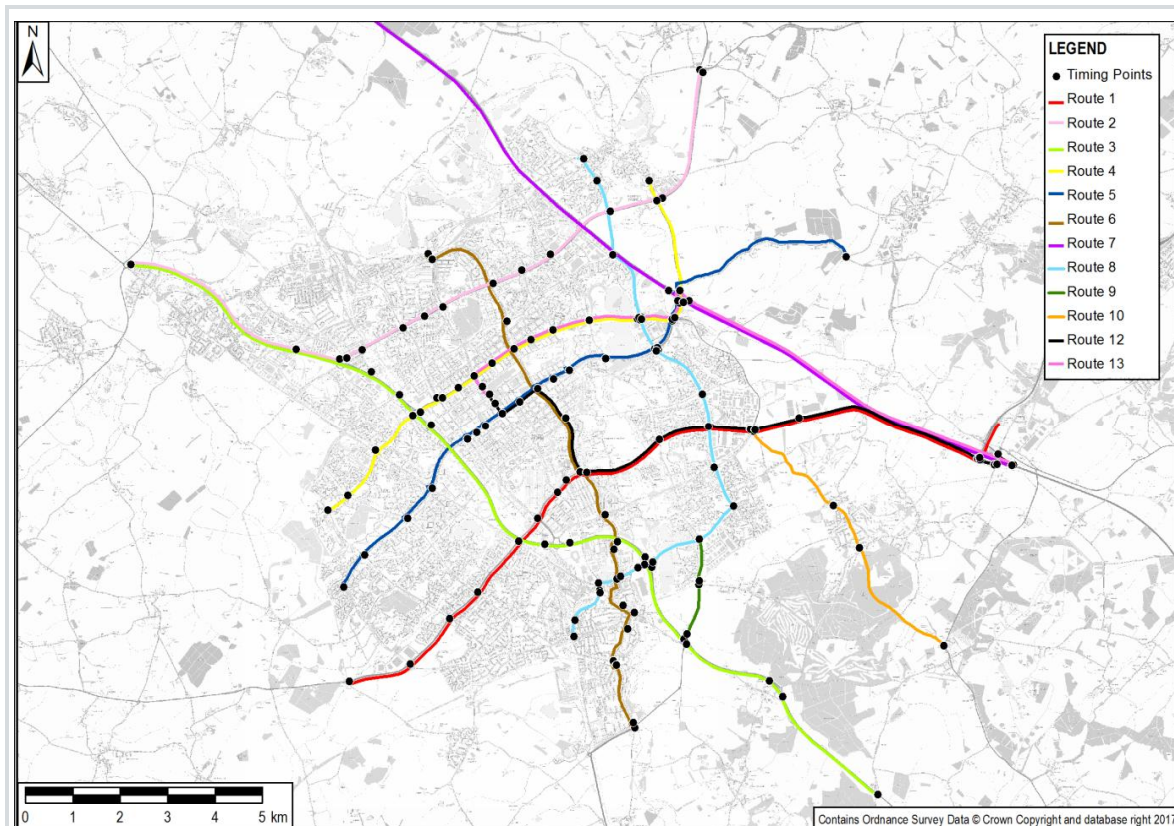 N
LEGEND
Timing Points
Route 1
Route 2
Route 3
Route 4
Route 5
Route 6
Route 7
Route 8
Route 9
Route 10
Route 12
Route 13
0 1 2 3 4 5 km
Contains Ordnance Survey Data © Crown Copyright and database right